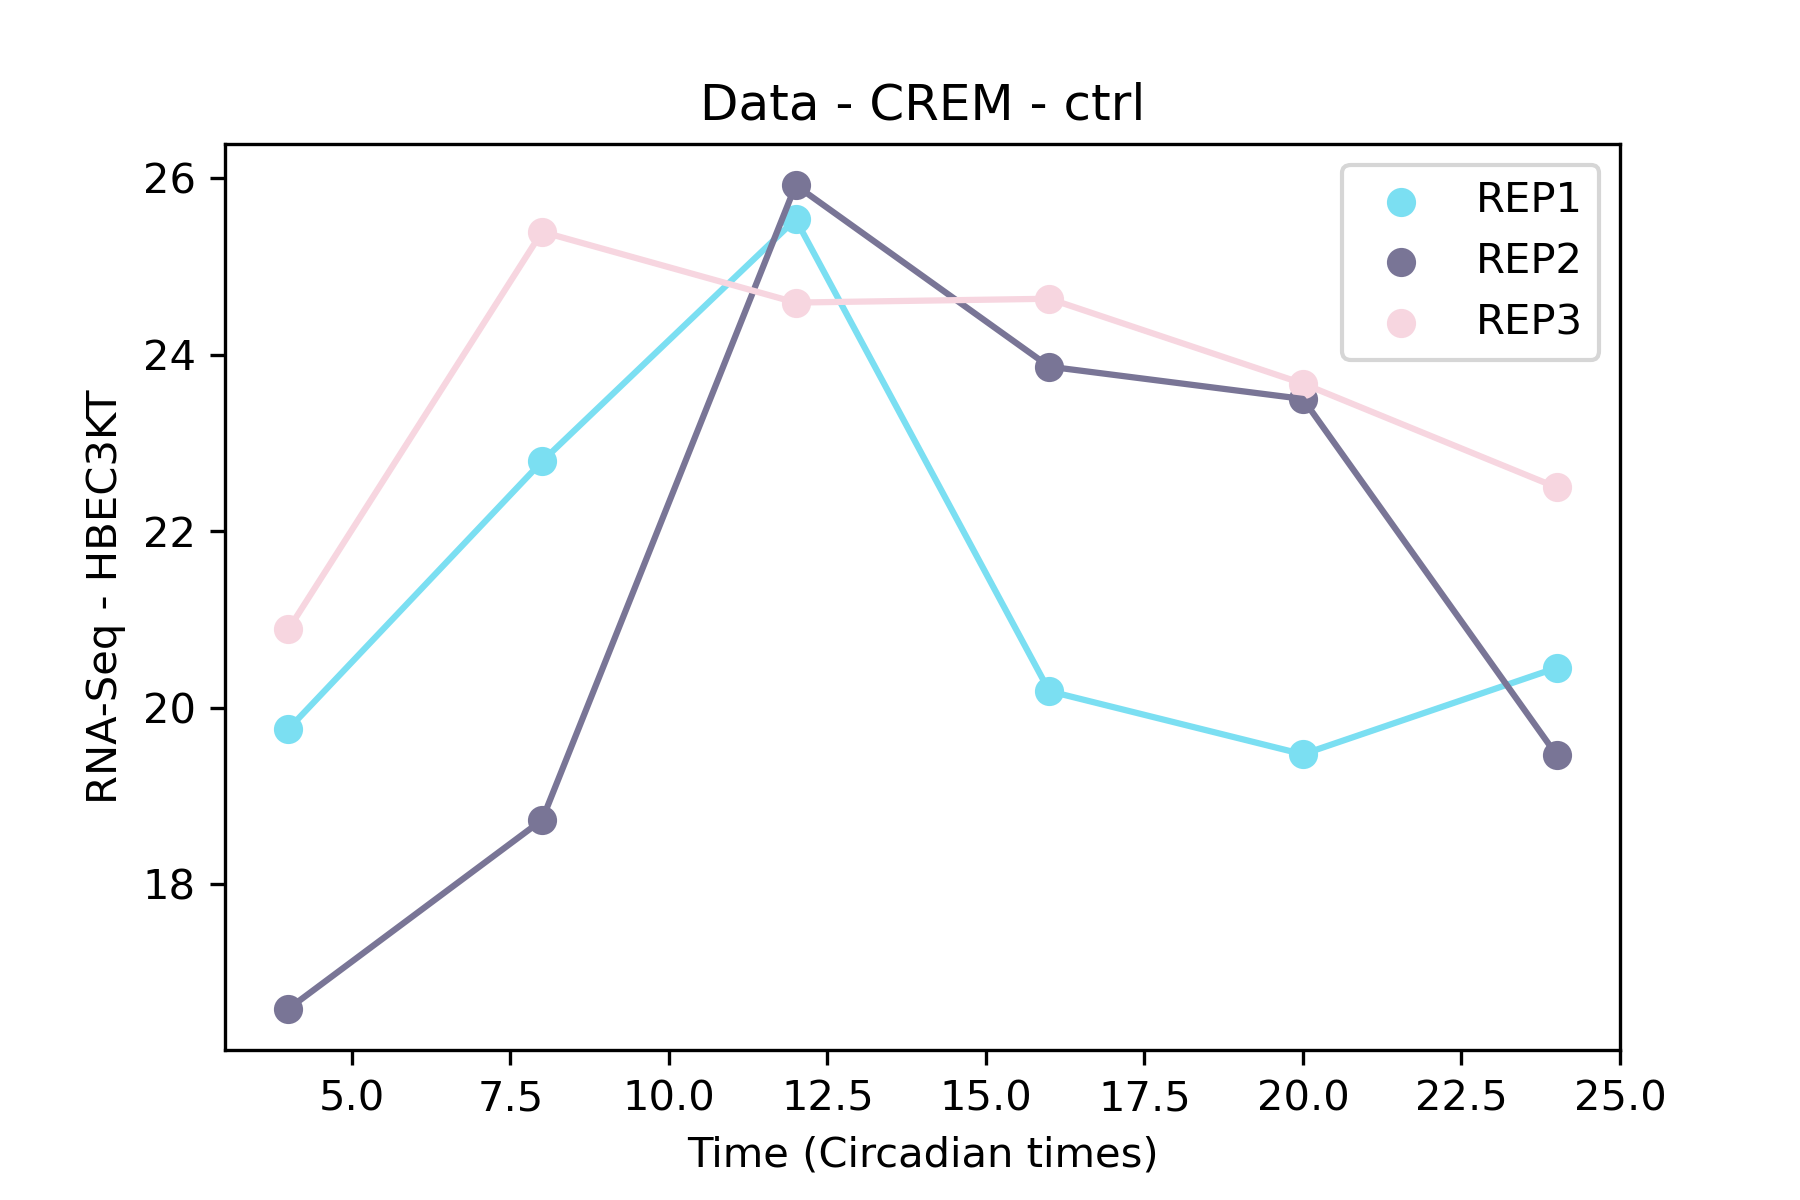 Data - CREM - ctrl
RNA-Seq - HBEC3KT
26
24
22
20
18
REP1
REP2
REP3
5.0 7.5 10.0 12.5 15.0 17.5 20.0 22.5 25.0
Time (Circadian times)